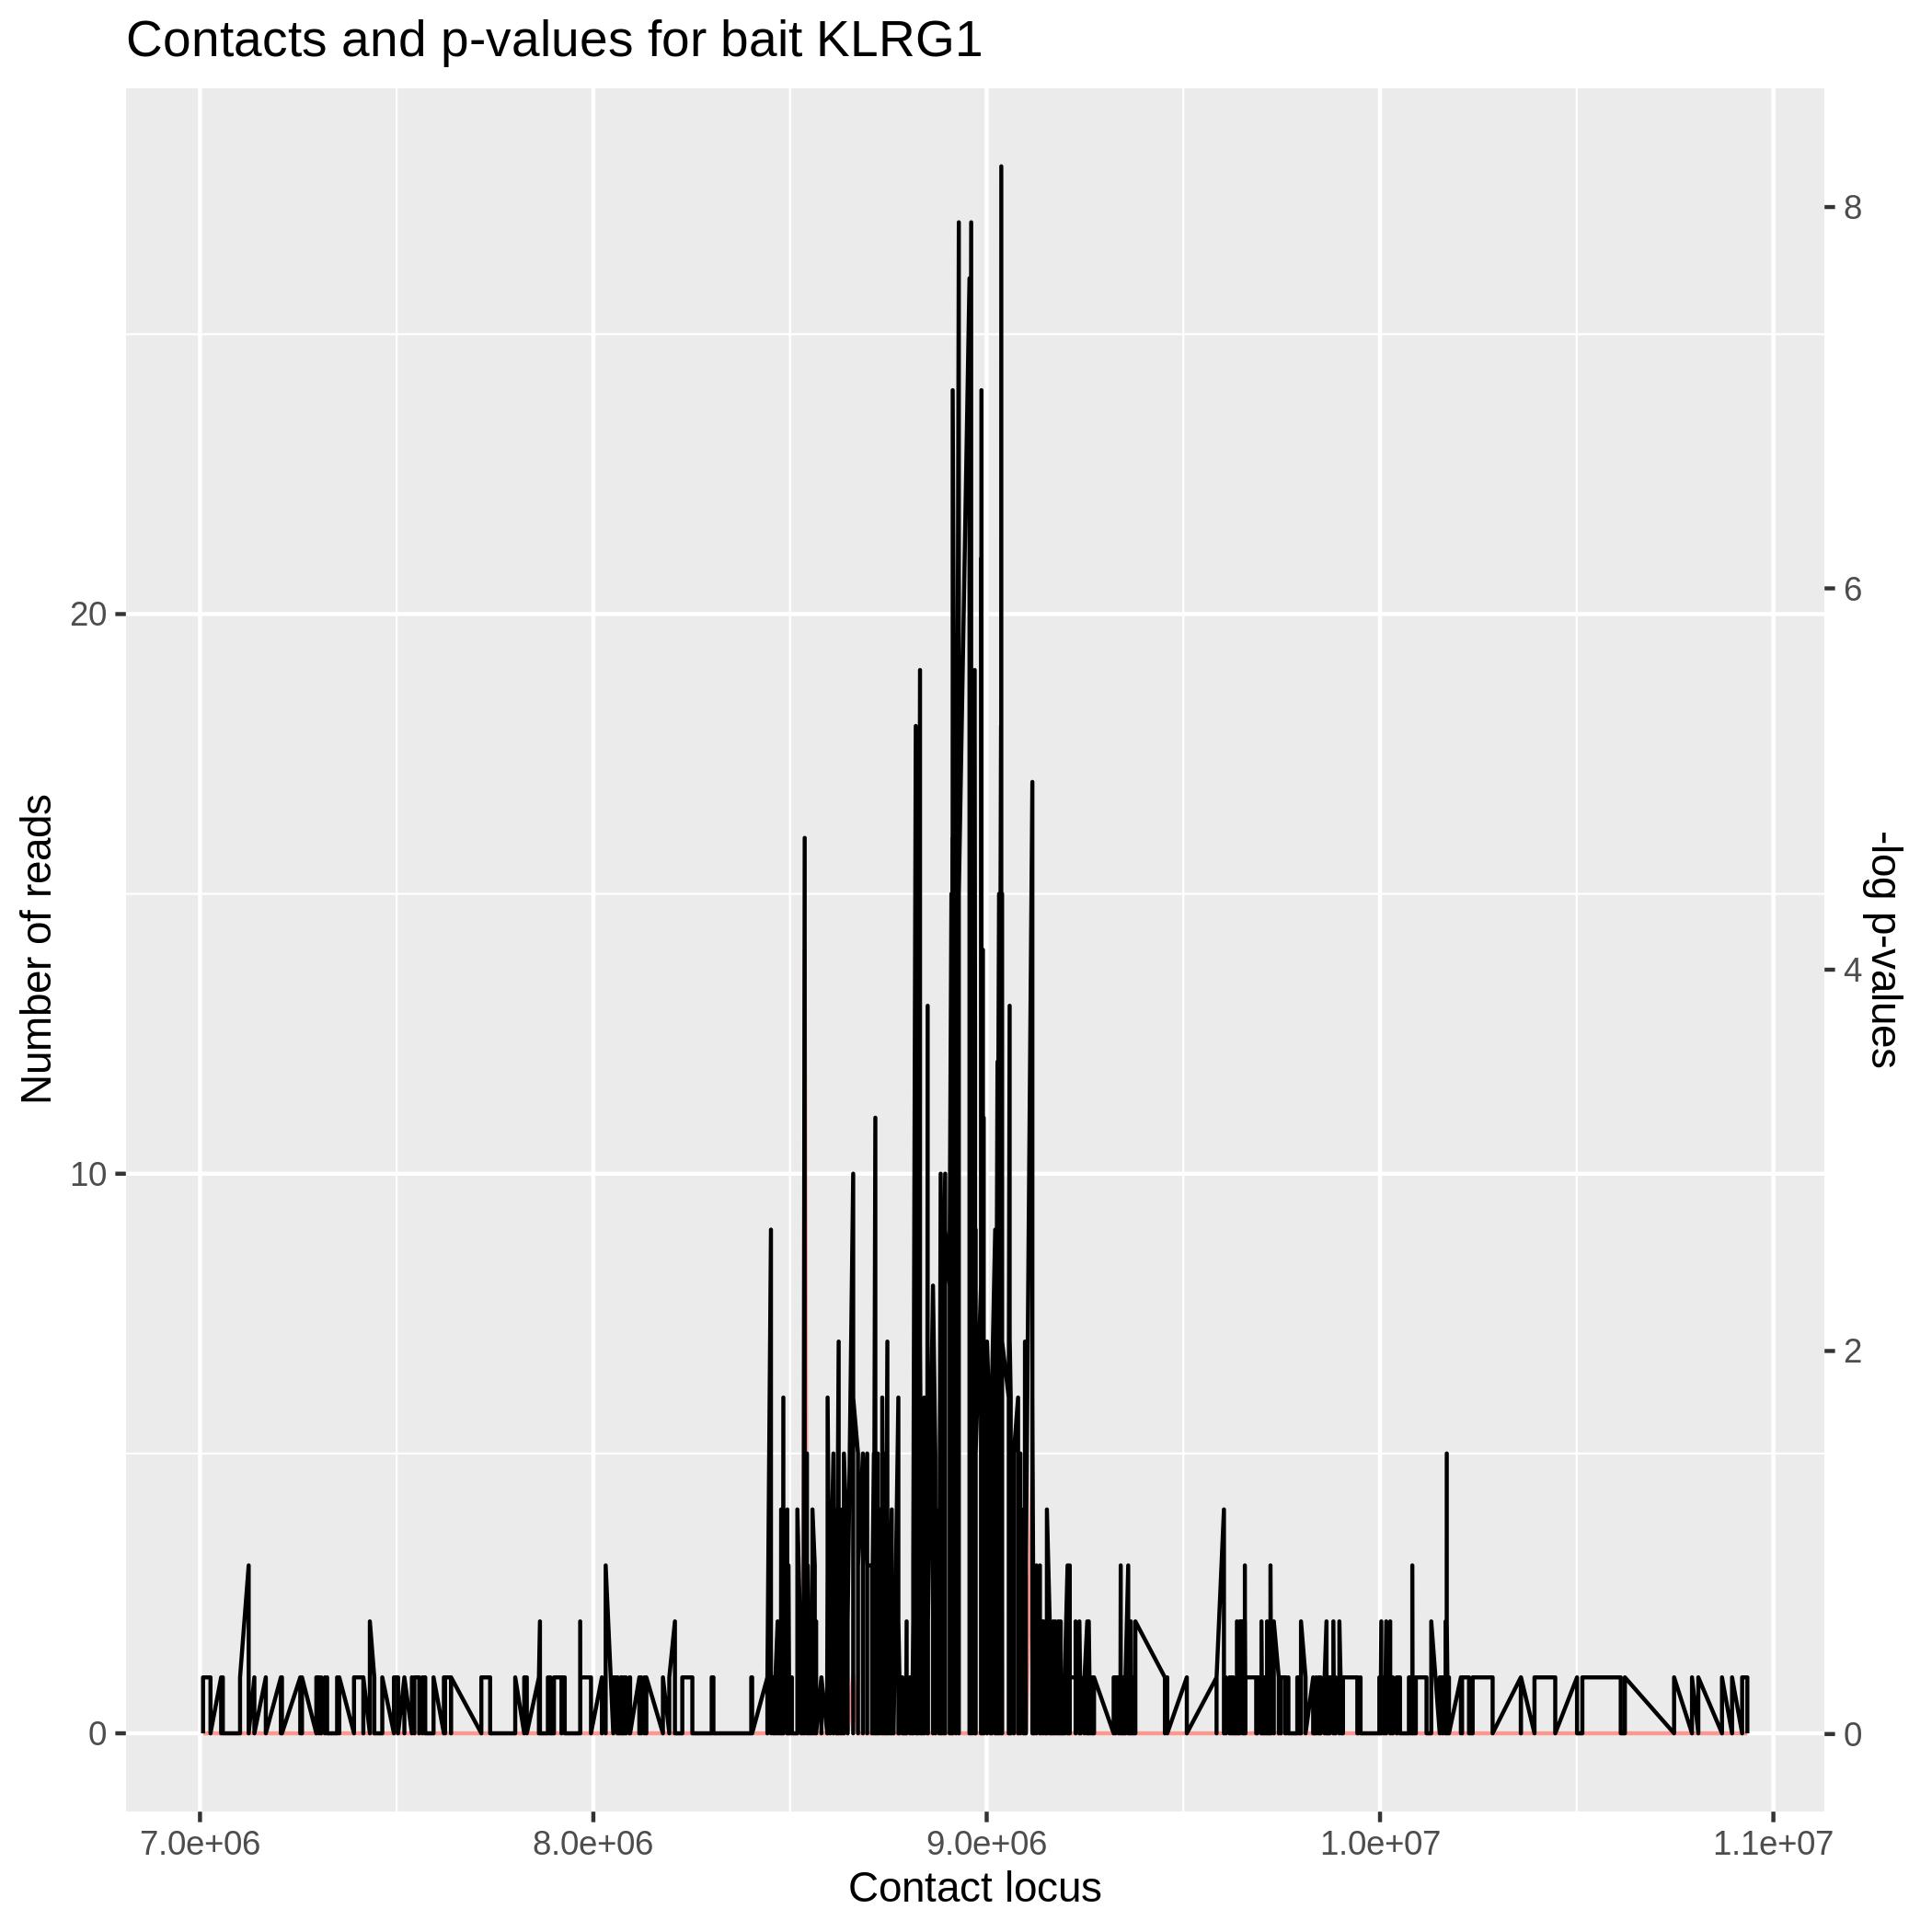 Contacts and p-values for bait KLRG1
Number of reads
20
10
0
8
6
4
2
0
-log p-values
7.0e+06
8.0e+06
9.0e+06
1.0e+07
1.1e+07
Contact locus